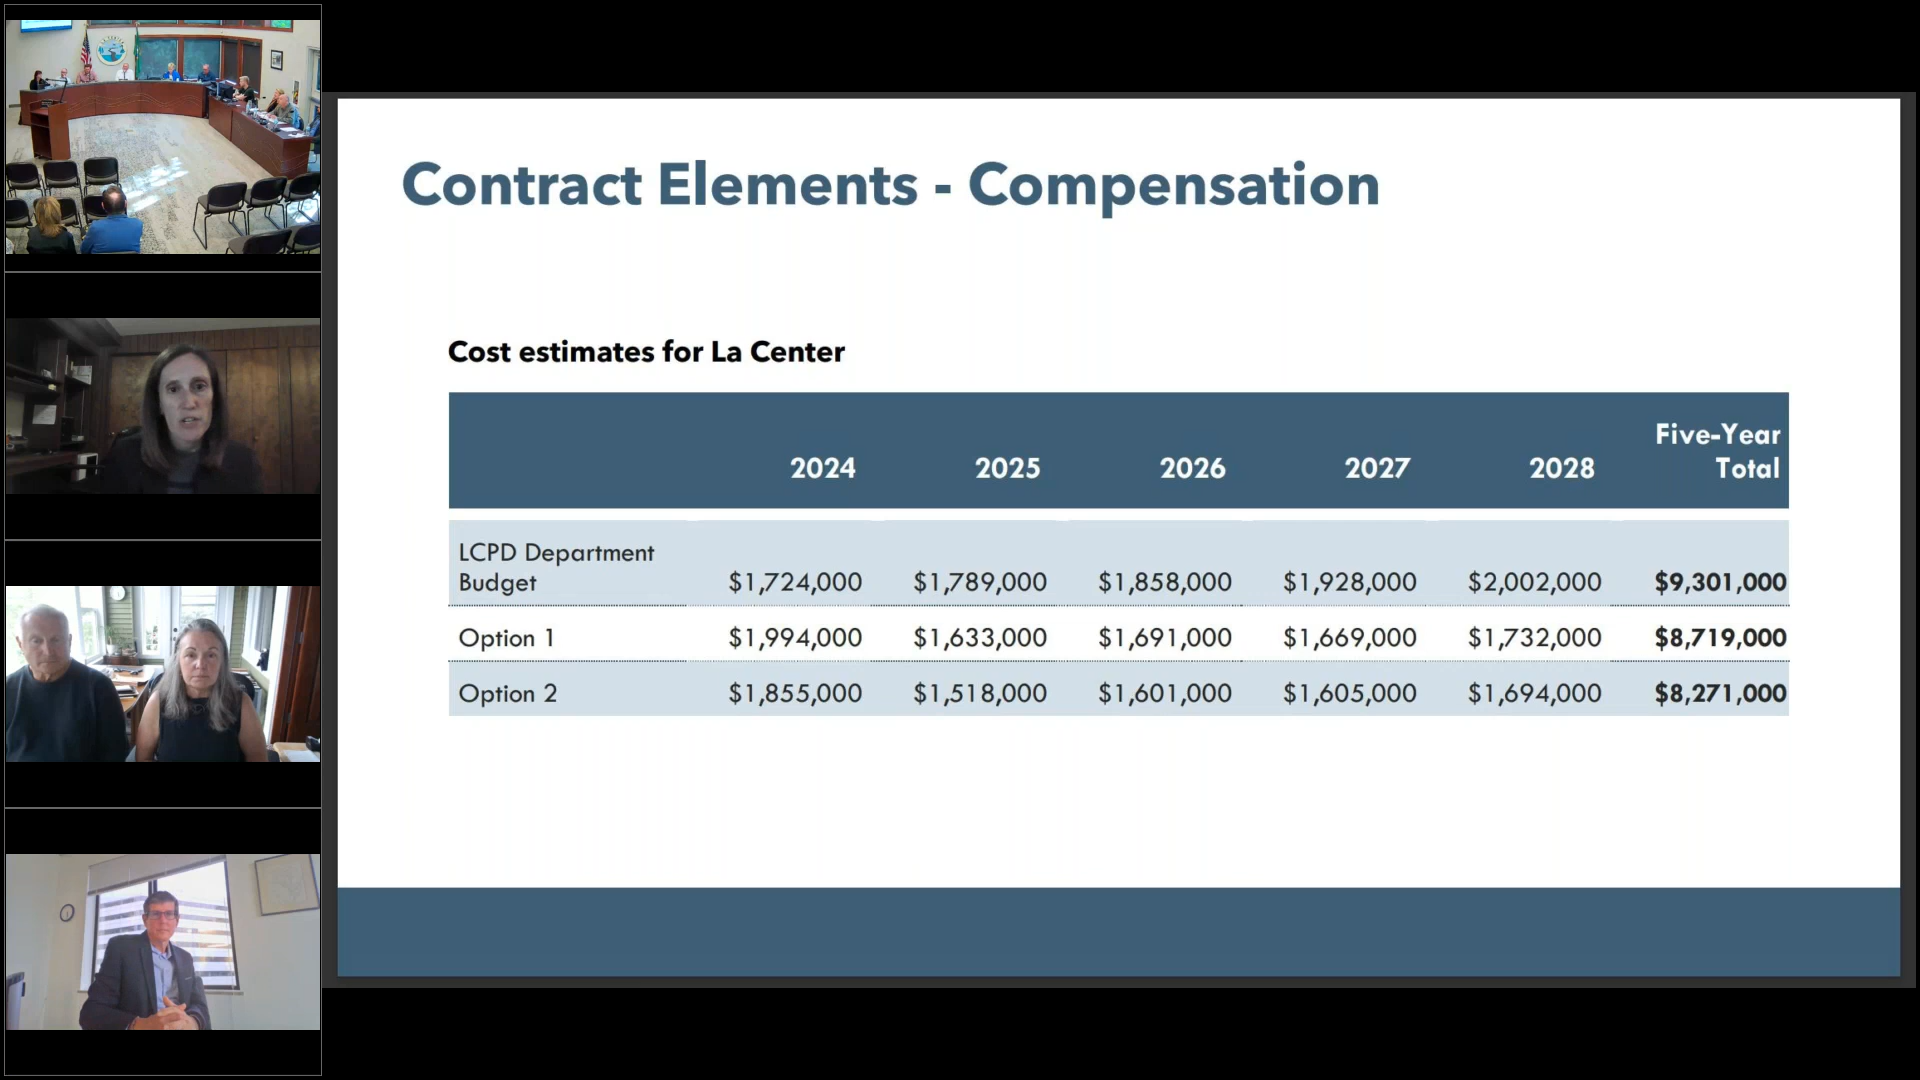 Contract Elements - Compensation
Cost estimates for La Center
2024 2025 2026 2027 2028 Five-Year Total
LCPD Department Budget $1,724,000 $1,789,000 $1,858,000 $1,928,000 $2,002,000 $9,301,000
Option 1 $1,994,000 $1,633,000 $1,691,000 $1,669,000 $1,732,000 $8,719,000
Option 2 $1,855,000 $1,518,000 $1,601,000 $1,605,000 $1,694,000 $8,271,000